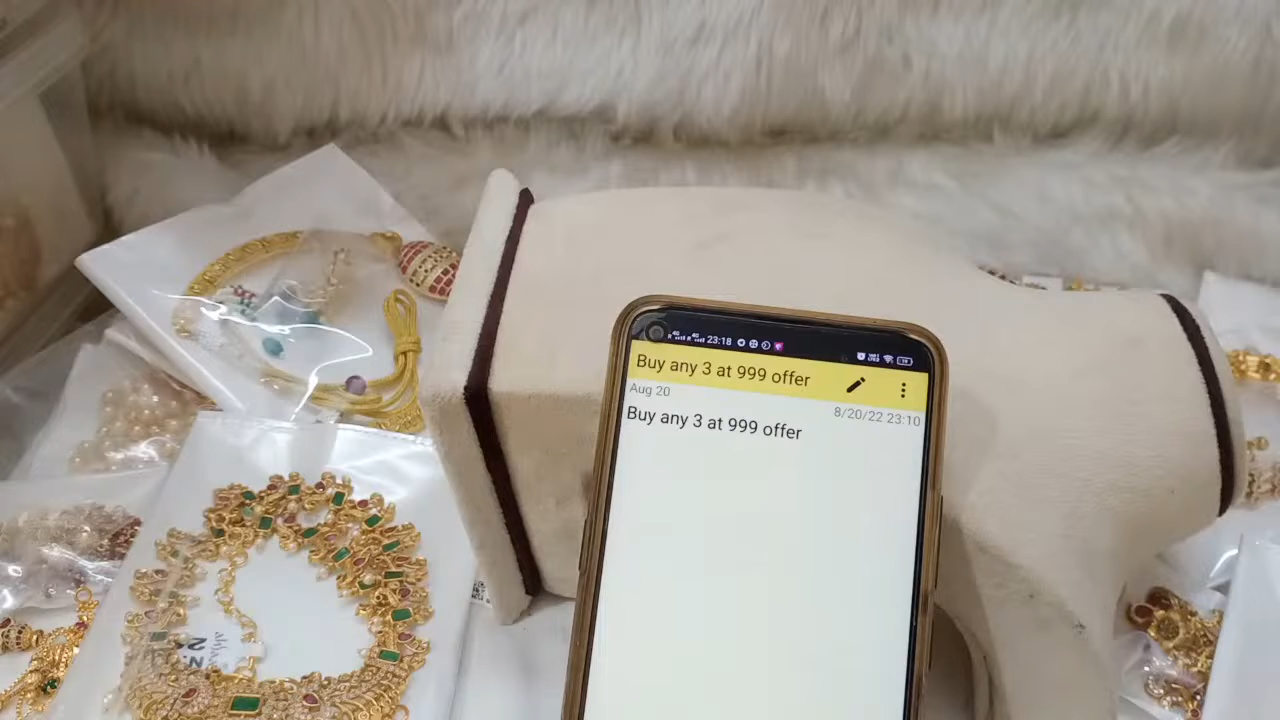 23:18
Buy any 3 at 999 offer
Aug 20
8/20/22 23:10
Buy any 3 at 999 offer